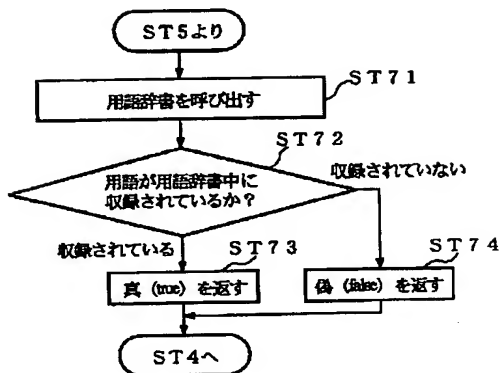 ST5より
ST71
用語辞書を呼び出す
ST72
用語が用語辞書中に
収録されているか?
収録されていない
収録されている
ST73
ST74
真 (true) を返す
偽 (false) を返す
ST4へ